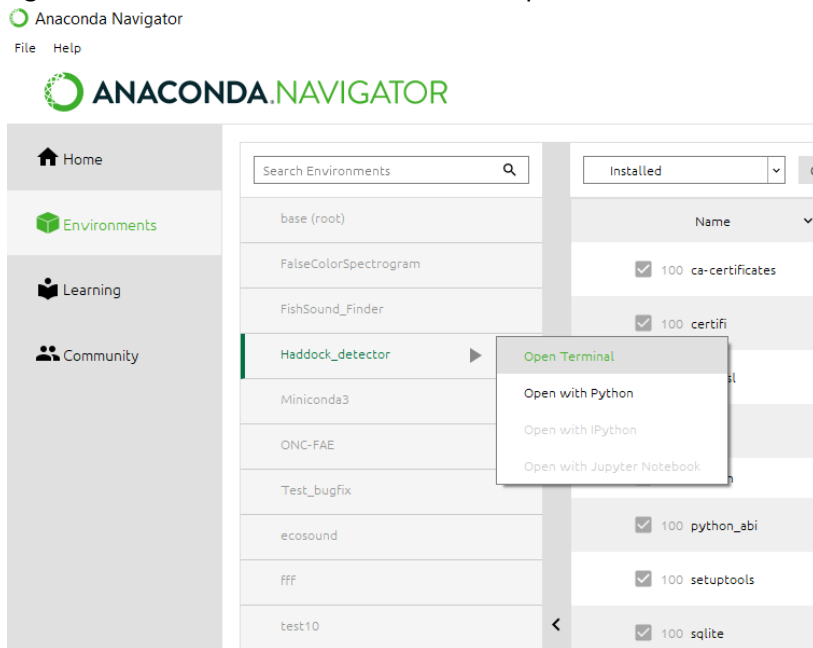 Anaconda Navigator
File Help
ANACONDA.NAVIGATOR
Home
Environments
Learning
Community
Search Environments
base (root)
FalseColorSpectrogram
FishSound_Finder
Haddock_detector
Miniconda3
ONC-FAE
Test_bugfix
ecosound
fff
test10
Open Terminal
Open with Python
Open with IPython
Open with Jupyter Notebook
Installed
Name
100 ca-certificates
100 certifi
100 python_abi
100 setuptools
100 sqlite